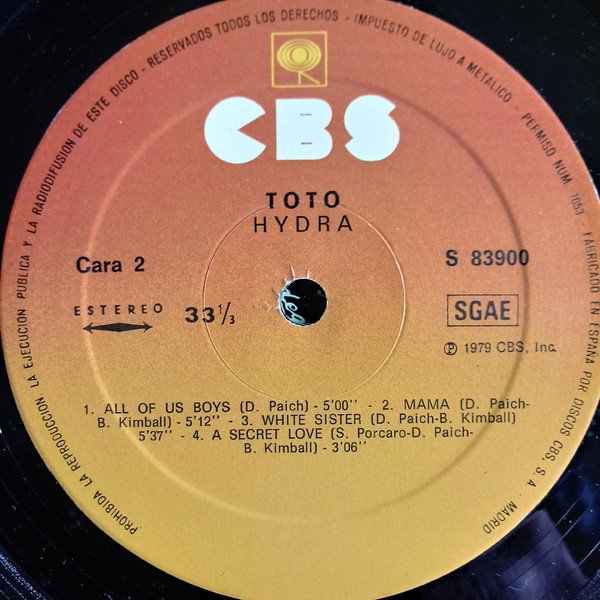 PROHIBIDA LA REPRODUCCION LA EJECUCION PUBLICA Y LA RADIODIFUSION DE ESTE DISCO - RESERVADOS TODOS LOS DERECHOS - IMPUESTO DE LUJO A METALICO - PERMISO NUM. 7053 FABRICADO EN ESPAÑA POR DISCOS CBS, S. A - MADRID
CBS
TOTO
HYDRA
Cara 2
S 83900
ESTEREO
33 1/3
SGAE
Ⓟ 1979 CBS, Inc.
1. ALL OF US BOYS (D. Paich) - 5'00" - 2. MAMA (D. Paich-
B. Kimball) - 5'12" - 3. WHITE SISTER (D. Paich-B. Kimball)
5'37" - 4. A SECRET LOVE (S. Porcaro-D. Paich-
B. Kimball) - 3'06"